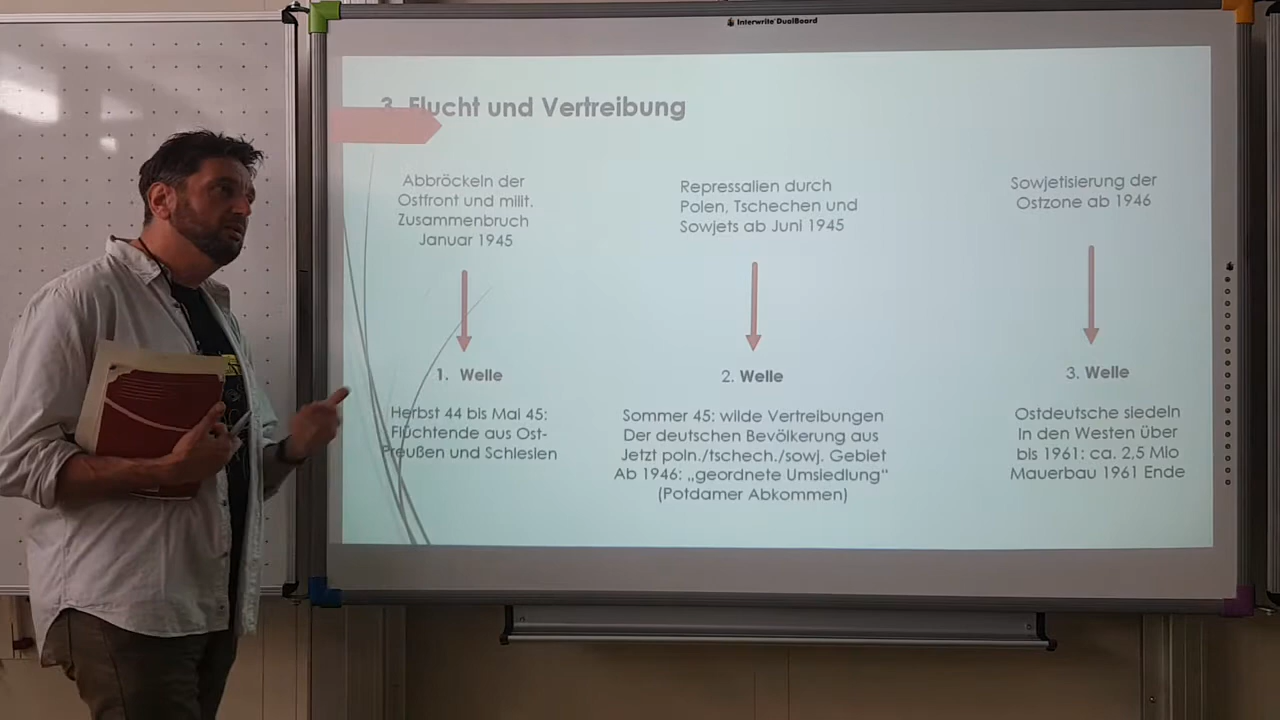 Interwrite DualBoard
3. Flucht und Vertreibung
Abbröckeln der
Ostfront und milit.
Zusammenbruch
Januar 1945
1. Welle
Herbst 44 bis Mai 45:
Flüchtende aus Ost-
Preußen und Schlesien
Repressalien durch
Polen, Tschechen und
Sowjets ab Juni 1945
2. Welle
Sommer 45: wilde Vertreibungen
Der deutschen Bevölkerung aus
Jetzt poln./tschech./sowj. Gebiet
Ab 1946: „geordnete Umsiedlung“
(Potdamer Abkommen)
Sowjetisierung der
Ostzone ab 1946
3. Welle
Ostdeutsche siedeln
In den Westen über
bis 1961: ca. 2,5 Mio
Mauerbau 1961 Ende